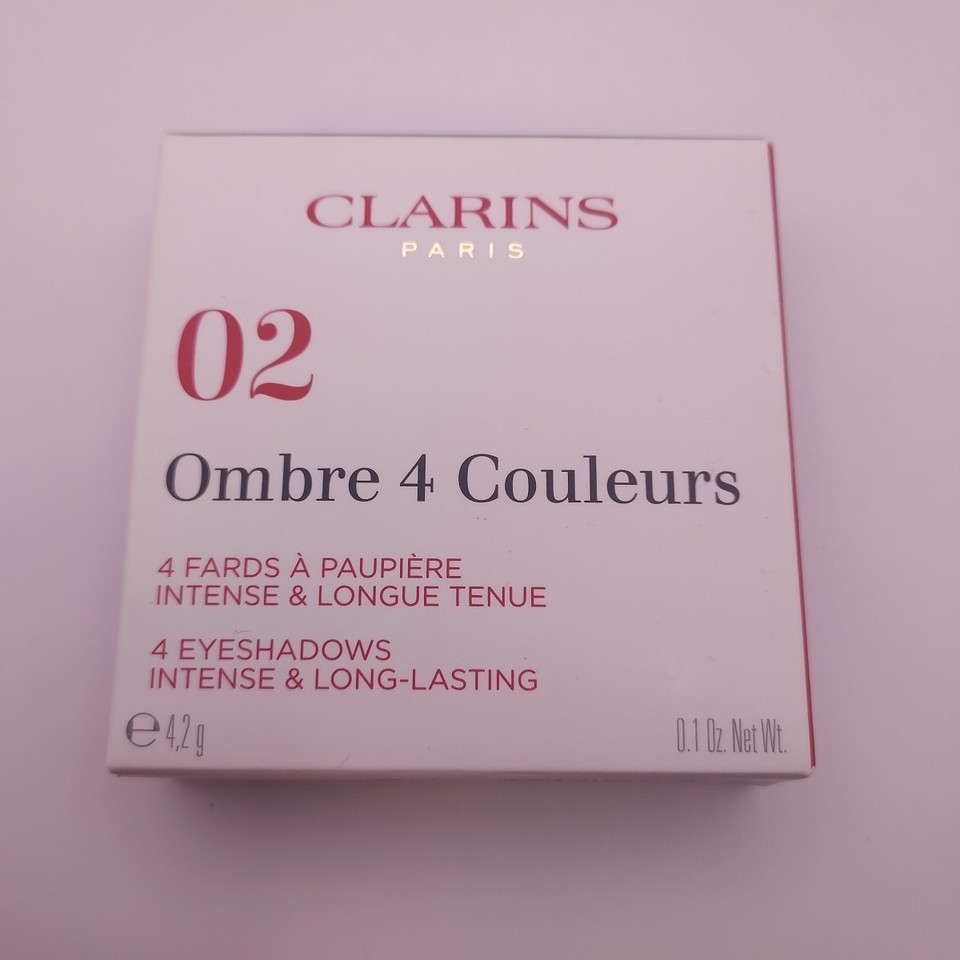 CLARINS
PARIS
02
Ombre 4 Couleurs
4 FARDS À PAUPIÈRE
INTENSE & LONGUE TENUE
4 EYESHADOWS
INTENSE & LONG-LASTING
℮ 4,2 g
0.1 Oz. Net Wt.